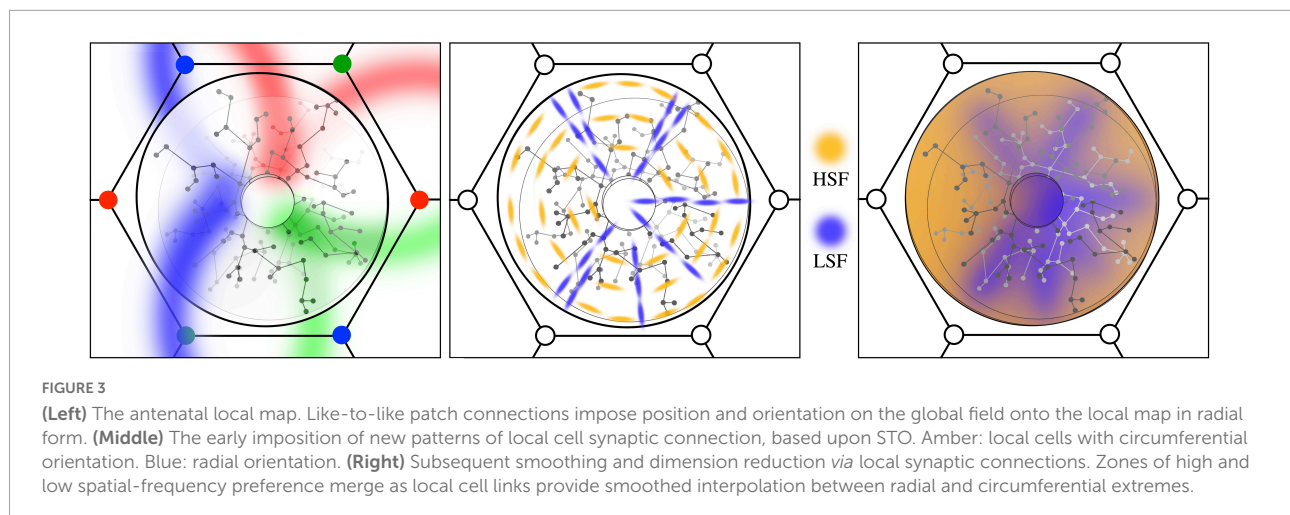 HSF
LSF
FIGURE 3
(Left) The antenatal local map. Like-to-like patch connections impose position and orientation on the global field onto the local map in radial
form. (Middle) The early imposition of new patterns of local cell synaptic connection, based upon STO. Amber: local cells with circumferential
orientation. Blue: radial orientation. (Right) Subsequent smoothing and dimension reduction via local synaptic connections. Zones of high and
low spatial-frequency preference merge as local cell links provide smoothed interpolation between radial and circumferential extremes.